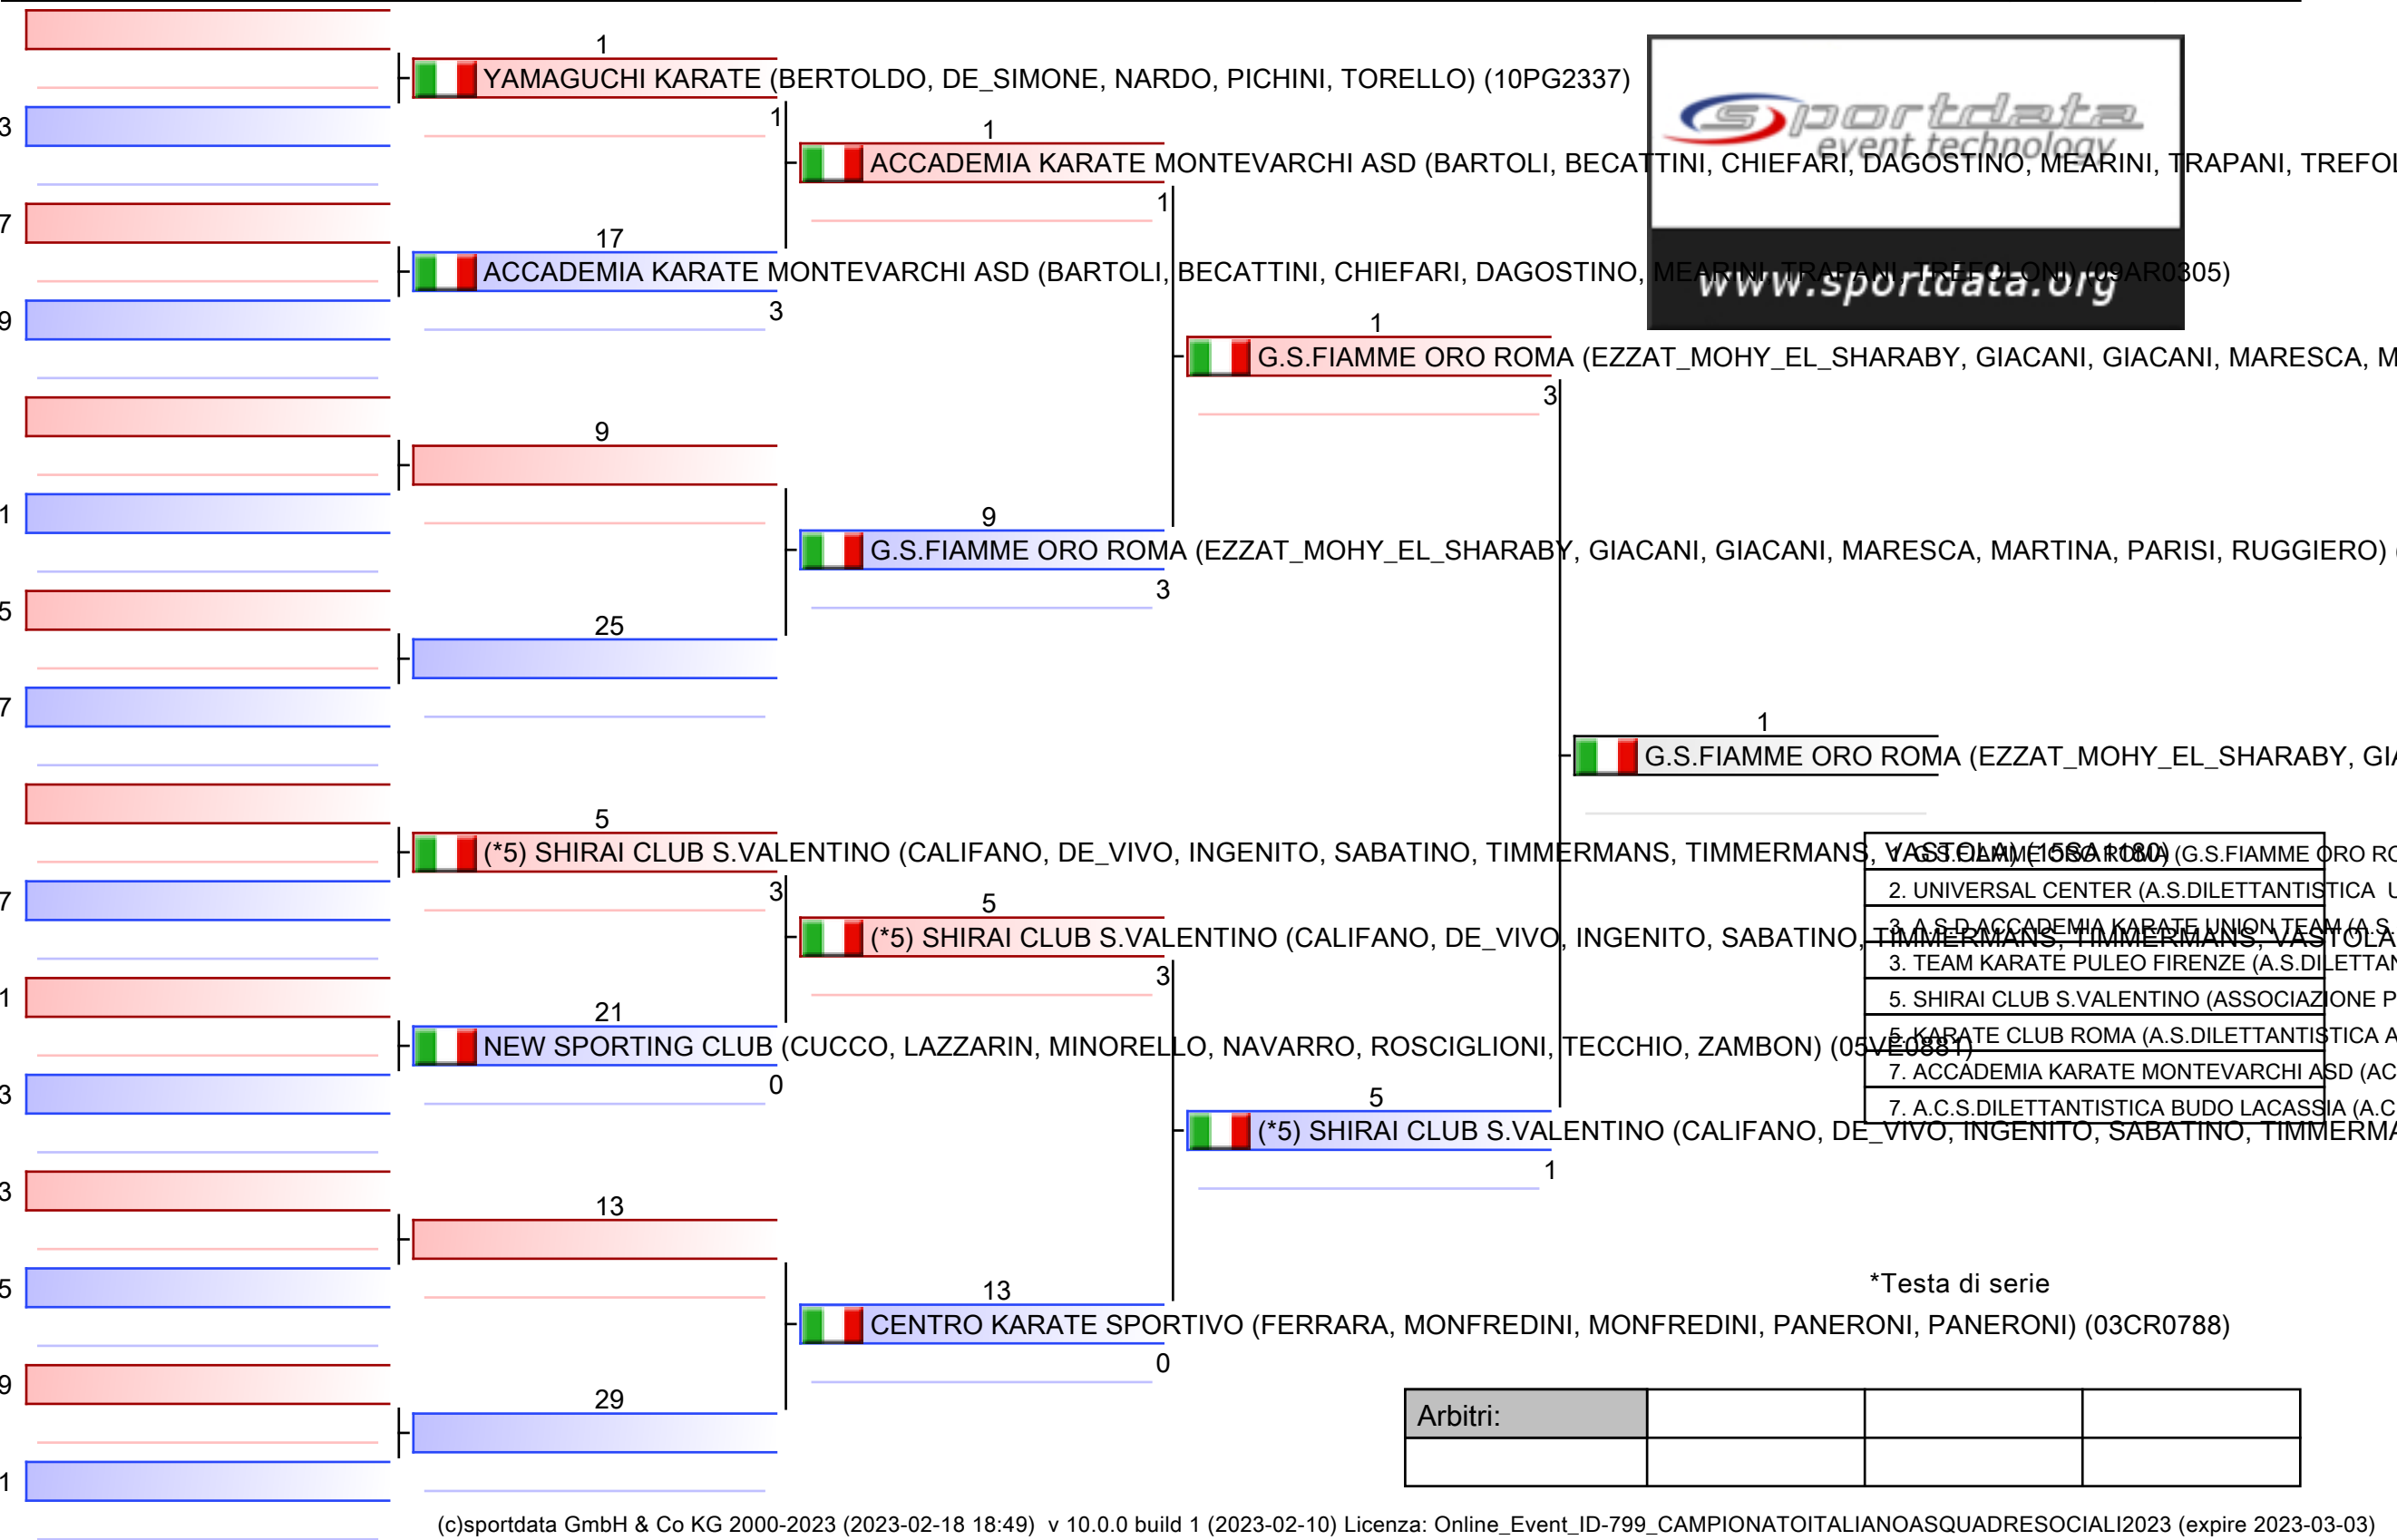 1
YAMAGUCHI KARATE (BERTOLDO, DE_SIMONE, NARDO, PICHINI, TORELLO) (10PG2337)
sportdata
event technology
www.sportdata.org
3
1
1
ACCADEMIA KARATE MONTEVARCHI ASD (BARTOLI, BECATTINI, CHIEFARI, DAGOSTINO, MEARINI, TRAPANI, TREFOL
1
7
17
ACCADEMIA KARATE MONTEVARCHI ASD (BARTOLI, BECATTINI, CHIEFARI, DAGOSTINO, MEARINI, TRAPANI, TREFOLONI) (09AR0305)
3
9
1
G.S.FIAMME ORO ROMA (EZZAT_MOHY_EL_SHARABY, GIACANI, GIACANI, MARESCA, M
3
9
1
9
G.S.FIAMME ORO ROMA (EZZAT_MOHY_EL_SHARABY, GIACANI, GIACANI, MARESCA, MARTINA, PARISI, RUGGIERO) (
3
5
25
7
1
G.S.FIAMME ORO ROMA (EZZAT_MOHY_EL_SHARABY, GIA
5
(*5) SHIRAI CLUB S.VALENTINO (CALIFANO, DE_VIVO, INGENITO, SABATINO, TIMMERMANS, TIMMERMANS, VASTOLA) (15SA1180)
1. G.S.FIAMME ORO ROMA (G.S.FIAMME ORO RO
2. UNIVERSAL CENTER (A.S.DILETTANTISTICA U
3. A.S.D.ACCADEMIA KARATE UNION TEAM (A.S.
3. TEAM KARATE PULEO FIRENZE (A.S.DILETTAN
5. SHIRAI CLUB S.VALENTINO (ASSOCIAZIONE P
5. KARATE CLUB ROMA (A.S.DILETTANTISTICA A
7. ACCADEMIA KARATE MONTEVARCHI ASD (AC
7. A.C.S.DILETTANTISTICA BUDO LACASSIA (A.C
7
3
5
(*5) SHIRAI CLUB S.VALENTINO (CALIFANO, DE_VIVO, INGENITO, SABATINO, TIMMERMANS, TIMMERMANS, VASTOLA
3
1
21
NEW SPORTING CLUB (CUCCO, LAZZARIN, MINORELLO, NAVARRO, ROSCIGLIONI, TECCHIO, ZAMBON) (05VE0881)
0
3
5
(*5) SHIRAI CLUB S.VALENTINO (CALIFANO, DE_VIVO, INGENITO, SABATINO, TIMMERMA
1
3
13
5
13
CENTRO KARATE SPORTIVO (FERRARA, MONFREDINI, MONFREDINI, PANERONI, PANERONI) (03CR0788)
0
*Testa di serie
9
29
1
Arbitri:
(c)sportdata GmbH & Co KG 2000-2023 (2023-02-18 18:49) v 10.0.0 build 1 (2023-02-10) Licenza: Online_Event_ID-799_CAMPIONATOITALIANOASQUADRESOCIALI2023 (expire 2023-03-03)